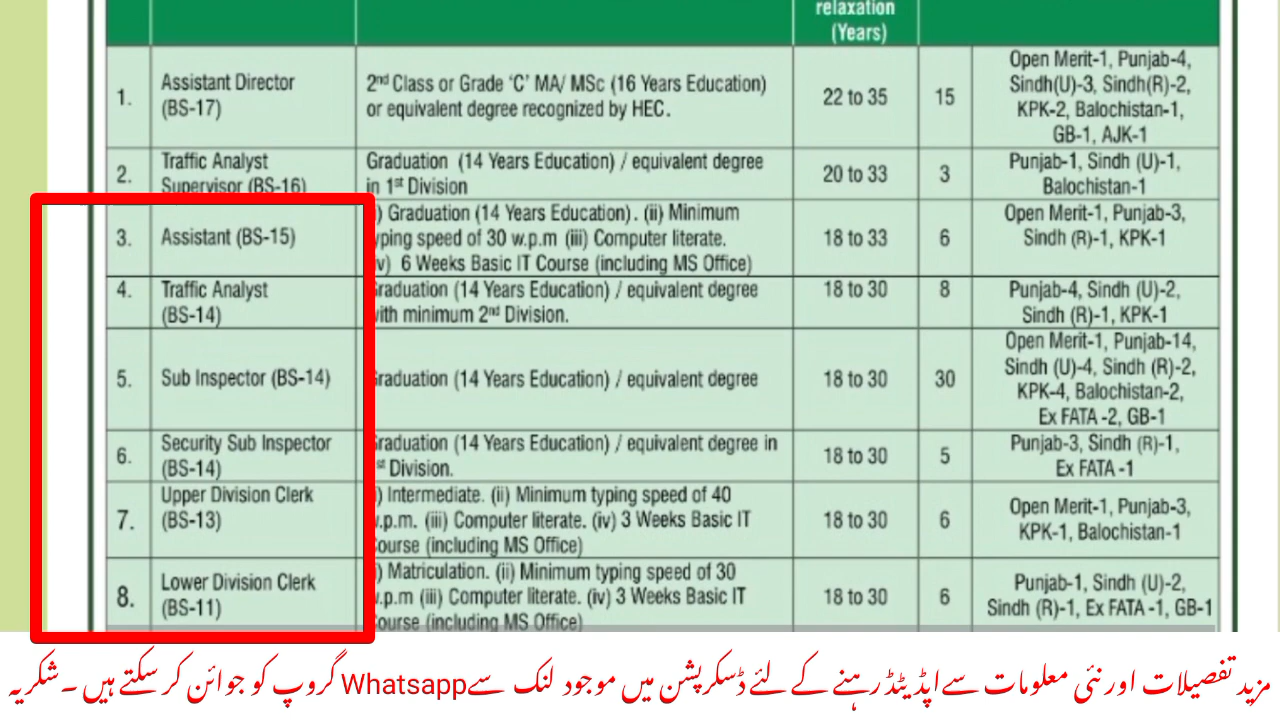 relaxation
(Years)
1.
Assistant Director
(BS-17)
2nd Class or Grade ‘C’ MA/ MSc (16 Years Education)
or equivalent degree recognized by HEC.
22 to 35
15
Open Merit-1, Punjab-4,
Sindh(U)-3, Sindh(R)-2,
KPK-2, Balochistan-1,
GB-1, AJK-1
2.
Traffic Analyst
Supervisor (BS-16)
Graduation (14 Years Education) / equivalent degree
in 1st Division
20 to 33
3
Punjab-1, Sindh (U)-1,
Balochistan-1
3.
Assistant (BS-15)
) Graduation (14 Years Education). (ii) Minimum
typing speed of 30 w.p.m (iii) Computer literate.
iv) 6 Weeks Basic IT Course (including MS Office)
18 to 33
6
Open Merit-1, Punjab-3,
Sindh (R)-1, KPK-1
4.
Traffic Analyst
(BS-14)
Graduation (14 Years Education) / equivalent degree
with minimum 2nd Division.
18 to 30
8
Punjab-4, Sindh (U)-2,
Sindh (R)-1, KPK-1
5.
Sub Inspector (BS-14)
Graduation (14 Years Education) / equivalent degree
18 to 30
30
Open Merit-1, Punjab-14,
Sindh (U)-4, Sindh (R)-2
KPK-4, Balochistan-2,
Ex FATA -2, GB-1
6.
Security Sub Inspector
(BS-14)
Graduation (14 Years Education) / equivalent degree in
st Division.
18 to 30
5
Punjab-3, Sindh (R)-1,
Ex FATA -1
7.
Upper Division Clerk
(BS-13)
) Intermediate. (ii) Minimum typing speed of 40
w.p.m. (iii) Computer literate. (iv) 3 Weeks Basic IT
Course (including MS Office)
18 to 30
6
Open Merit-1, Punjab-3,
KPK-1, Balochistan-1
8.
Lower Division Clerk
(BS-11)
) Matriculation. (ii) Minimum typing speed of 30
w.p.m (iii) Computer literate. (iv) 3 Weeks Basic IT
Course (including MS Office)
18 to 30
6
Punjab-1, Sindh (U)-2,
Sindh (R)-1, Ex FATA -1, GB-1
مزید تفصیلات اور نئی معلومات سے اپڈیٹڈ رہنے کے لئے ڈسکرپشن میں موجود لنک سے Whatsapp گروپ کو جوائن کر سکتے ہیں ۔ شکریہ